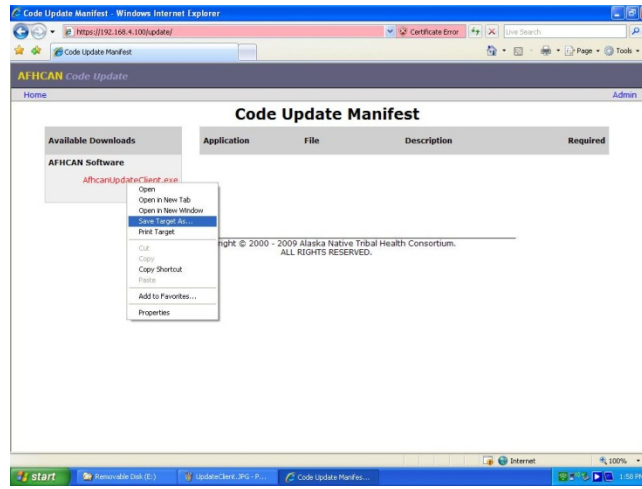 Code Update Manifest - Windows Internet Explorer
https://192.168.4.100/update/
Certificate Error
Live Search
Code Update Manifest
Page
Tools
AFHCAN Code Update
Home
Admin
Code Update Manifest
Available Downloads
Application File Description Required
AFHCAN Software
AfhcanUpdateClient.exe
Open
Open in New Tab
Open in New Window
Save Target As...
Print Target
Cut
Copy
Copy Shortcut
Paste
Add to Favorites...
Properties
ght © 2000 - 2009 Alaska Native Tribal Health Consortium.
ALL RIGHTS RESERVED.
Internet
100%
start
Removable Disk (E:)
UpdateClient.JPG - P...
Code Update Manifes...
1:58 PM